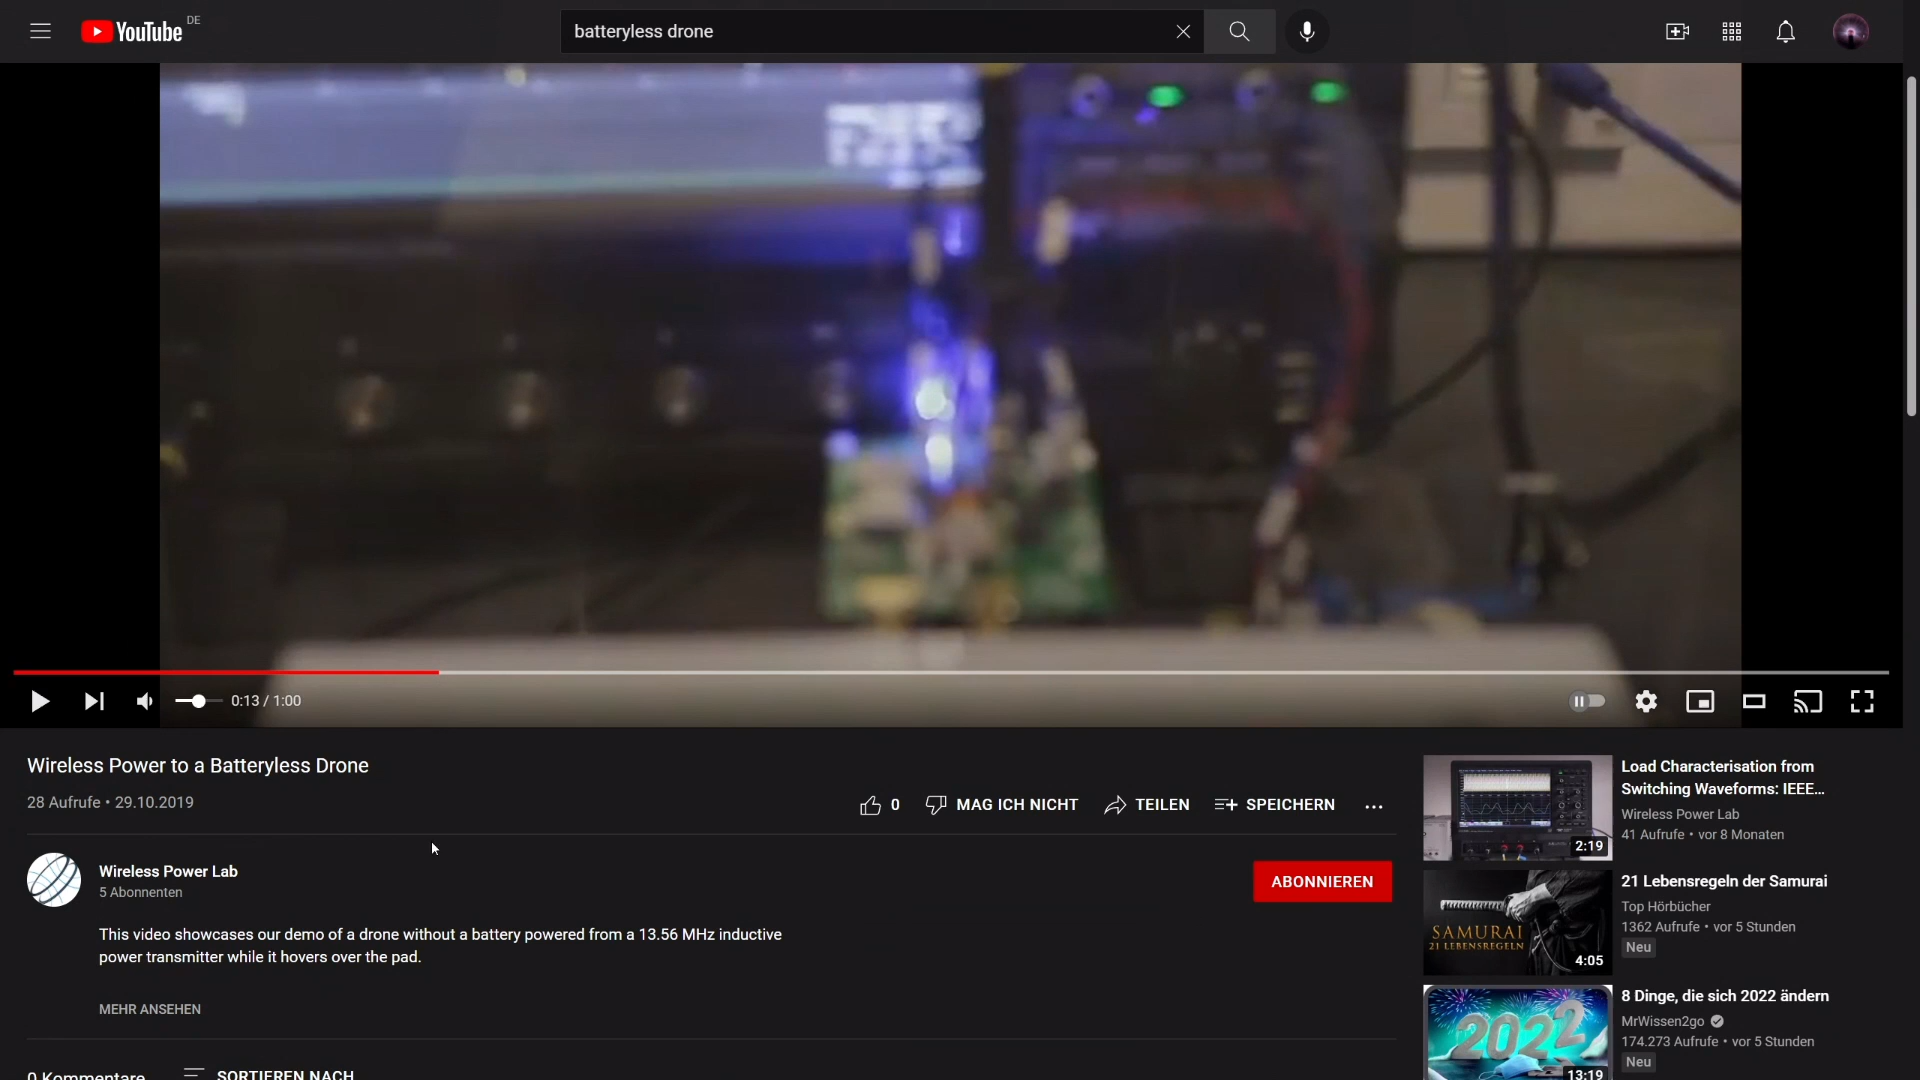 YouTube DE
batteryless drone
0:13 / 1:00
Wireless Power to a Batteryless Drone
28 Aufrufe • 29.10.2019
0 MAG ICH NICHT TEILEN SPEICHERN ...
Wireless Power Lab
5 Abonnenten
ABONNIEREN
This video showcases our demo of a drone without a battery powered from a 13.56 MHz inductive
power transmitter while it hovers over the pad.
MEHR ANSEHEN
0 Kommentare SORTIEREN NACH
2:19
Load Characterisation from
Switching Waveforms: IEEE...
Wireless Power Lab
41 Aufrufe • vor 8 Monaten
SAMURAI
21 LEBENSREGELN
4:05
21 Lebensregeln der Samurai
Top Hörbücher
1362 Aufrufe • vor 5 Stunden
Neu
2022
13:19
8 Dinge, die sich 2022 ändern
MrWissen2go
174.273 Aufrufe • vor 5 Stunden
Neu